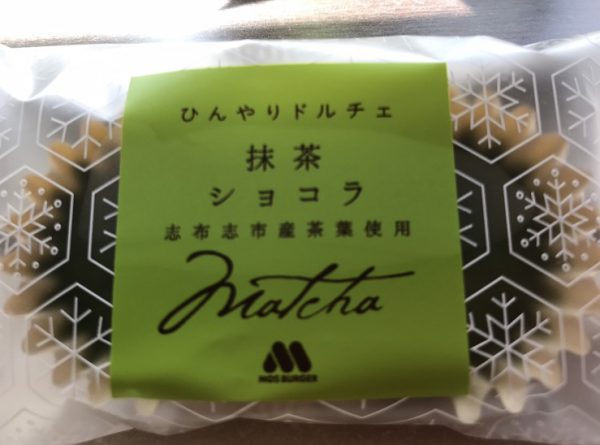 ひんやりドルチェ
抹茶
ショコラ
志布志市産茶葉使用
Matcha
MOS BURGER